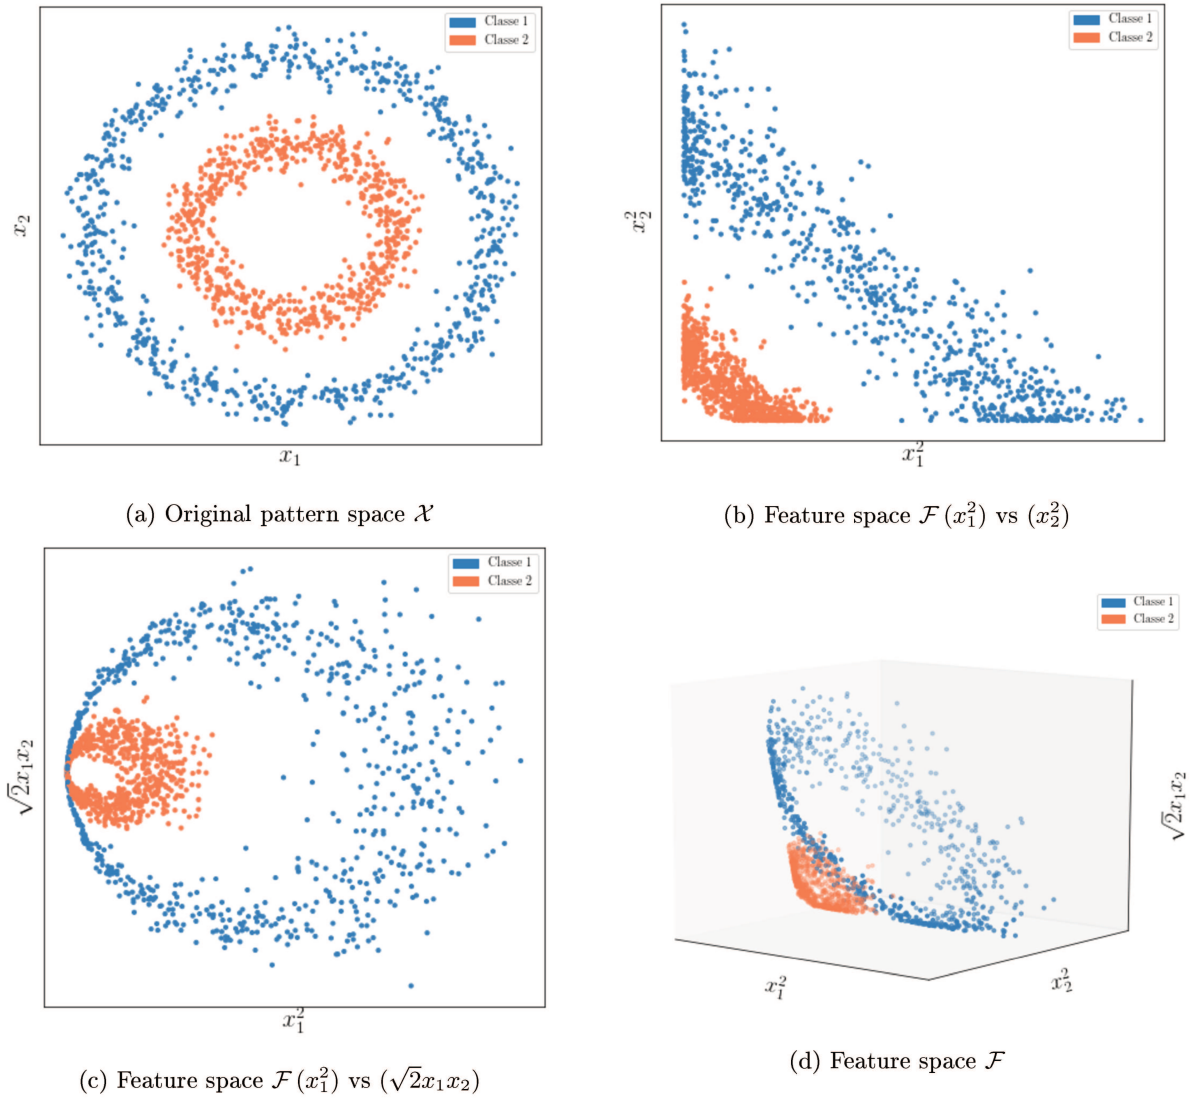 Classe 1
Classe 2
x₂
x₁
(a) Original pattern space 𝒳
Classe 1
Classe 2
x₂²
x₁²
(b) Feature space ℱ (x₁²) vs (x₂²)
Classe 1
Classe 2
√2x₁x₂
x₁²
(c) Feature space ℱ (x₁²) vs (√2x₁x₂)
Classe 1
Classe 2
√2x₁x₂
x₁²
x₂²
(d) Feature space ℱ